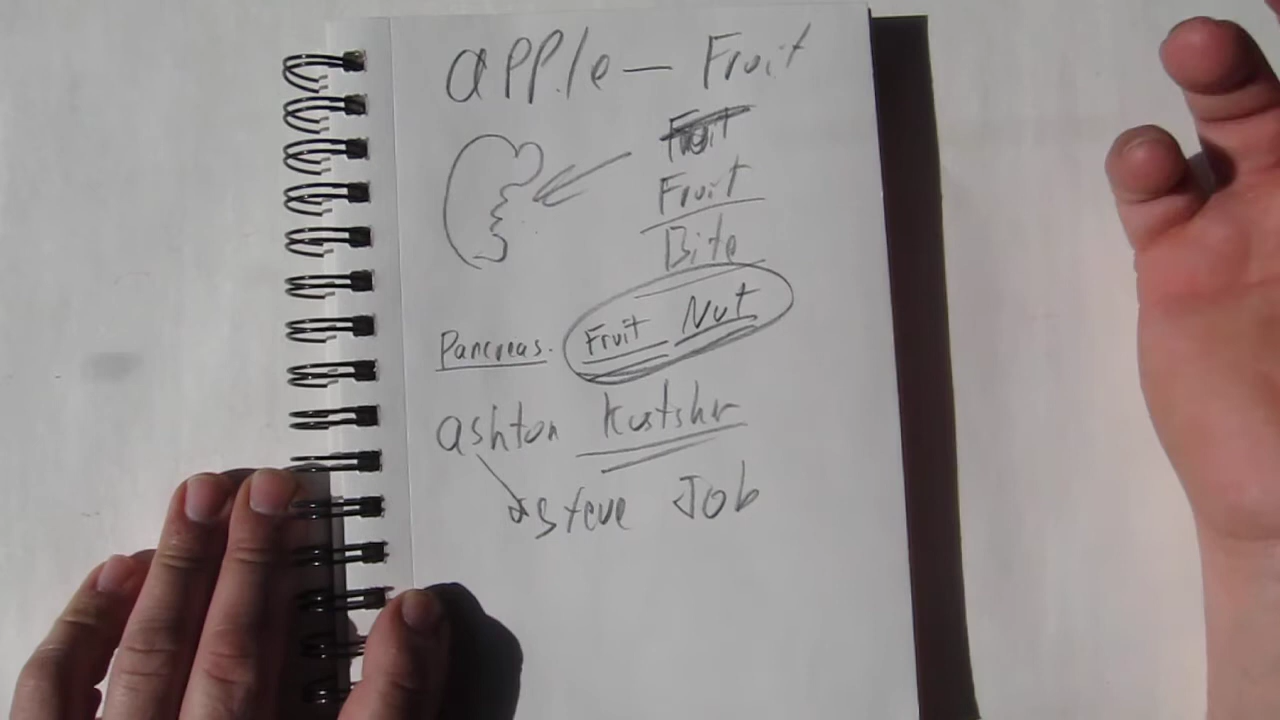 apple — Fruit
Fruit
Fruit
Bite
Pancreas. Fruit Nut
ashton Kutshr
steve Job